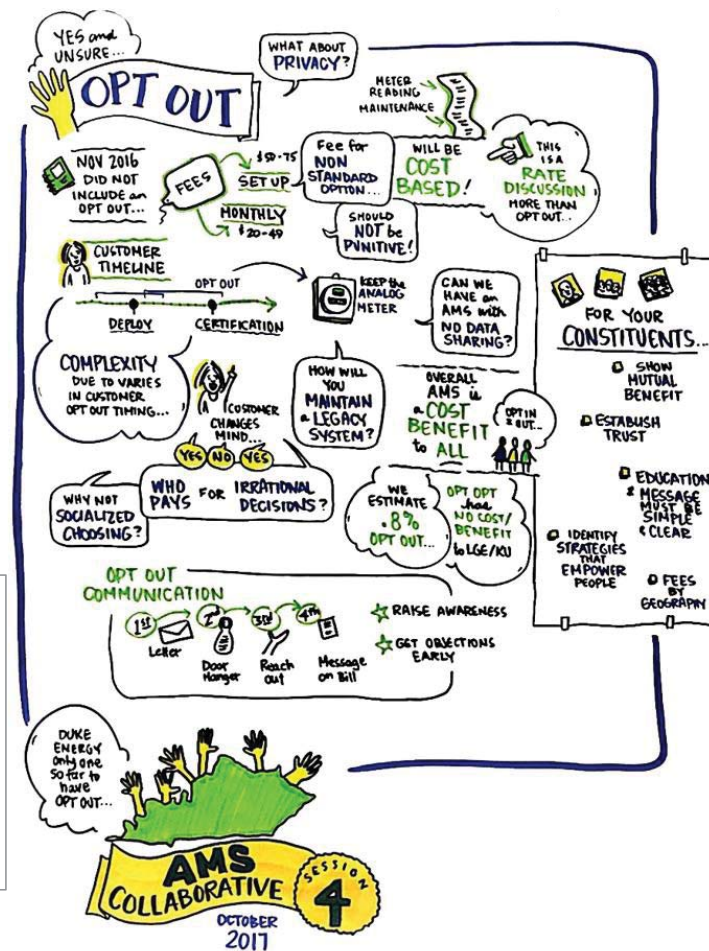 YES and
UNSURE...
OPT OUT
WHAT ABOUT
PRIVACY?
METER
READING
MAINTENANCE
NOV 2016
DID NOT
INCLUDE an
OPT OUT...
FEES
$50-75
SET UP
MONTHLY
$20-49
Fee for
NON
STANDARD
OPTION...
WILL BE
COST
BASED!
THIS
IS A
RATE
DISCUSSION
MORE THAN
OPT OUT...
SHOULD
NOT be
PUNITIVE!
CUSTOMER
TIMELINE
OPT OUT
DEPLOY
CERTIFICATION
KEEP the
ANALOG
METER
CAN WE
HAVE an
AMS with
NO DATA
SHARING?
COMPLEXITY
DUE TO VARIES
IN CUSTOMER
OPT OUT TIMING...
CUSTOMER
CHANGES
MIND...
YES NO YES
HOW WILL
YOU
MAINTAIN
a LEGACY
SYSTEM?
OVERALL
AMS is
a COST
BENEFIT
to ALL
OPT IN
& OUT...
WHY NOT
SOCIALIZED
CHOOSING?
WHO
PAYS FOR IRRATIONAL
DECISIONS?
WE
ESTIMATE
.8%
OPT OUT...
OPT OPT
has
NO COST/
BENEFIT
to LGE/KU
FOR YOUR
CONSTITUENTS...
SHOW
MUTUAL
BENEFIT
ESTABLISH
TRUST
EDUCATION
& MESSAGE
MUST BE
SIMPLE
& CLEAR
IDENTIFY
STRATEGIES
THAT
EMPOWER
PEOPLE
FEES
BY
GEOGRAPHY
OPT OUT
COMMUNICATION
1st 2nd 3rd 4th
Letter
Door
Hanger
Reach
out
Message
on Bill
RAISE AWARENESS
GET OBJECTIONS
EARLY
DUKE
ENERGY
only one
so far to
have
OPT OUT...
AMS
COLLABORATIVE
SESSION
4
OCTOBER
2017